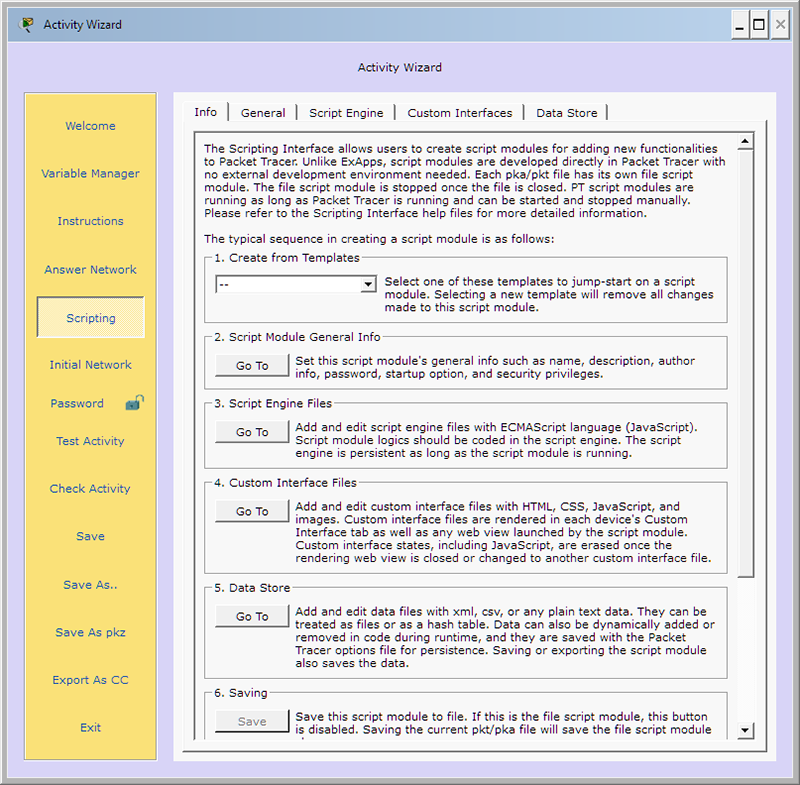 Activity Wizard
Activity Wizard
Welcome
Variable Manager
Instructions
Answer Network
Scripting
Initial Network
Password
Test Activity
Check Activity
Save
Save As..
Save As pkz
Export As CC
Exit
Info
General
Script Engine
Custom Interfaces
Data Store
The Scripting Interface allows users to create script modules for adding new functionalities
to Packet Tracer. Unlike ExApps, script modules are developed directly in Packet Tracer with
no external development environment needed. Each pka/pkt file has its own file script
module. The file script module is stopped once the file is closed. PT script modules are
running as long as Packet Tracer is running and can be started and stopped manually.
Please refer to the Scripting Interface help files for more detailed information.
The typical sequence in creating a script module is as follows:
1. Create from Templates
--
Select one of these templates to jump-start on a script
module. Selecting a new template will remove all changes
made to this script module.
2. Script Module General Info
Go To
Set this script module's general info such as name, description, author
info, password, startup option, and security privileges.
3. Script Engine Files
Go To
Add and edit script engine files with ECMAScript language (JavaScript).
Script module logics should be coded in the script engine. The script
engine is persistent as long as the script module is running.
4. Custom Interface Files
Go To
Add and edit custom interface files with HTML, CSS, JavaScript, and
images. Custom interface files are rendered in each device's Custom
Interface tab as well as any web view launched by the script module.
Custom interface states, including JavaScript, are erased once the
rendering web view is closed or changed to another custom interface file.
5. Data Store
Go To
Add and edit data files with xml, csv, or any plain text data. They can be
treated as files or as a hash table. Data can also be dynamically added or
removed in code during runtime, and they are saved with the Packet
Tracer options file for persistence. Saving or exporting the script module
also saves the data.
6. Saving
Save
Save this script module to file. If this is the file script module, this button
is disabled. Saving the current pkt/pka file will save the file script module